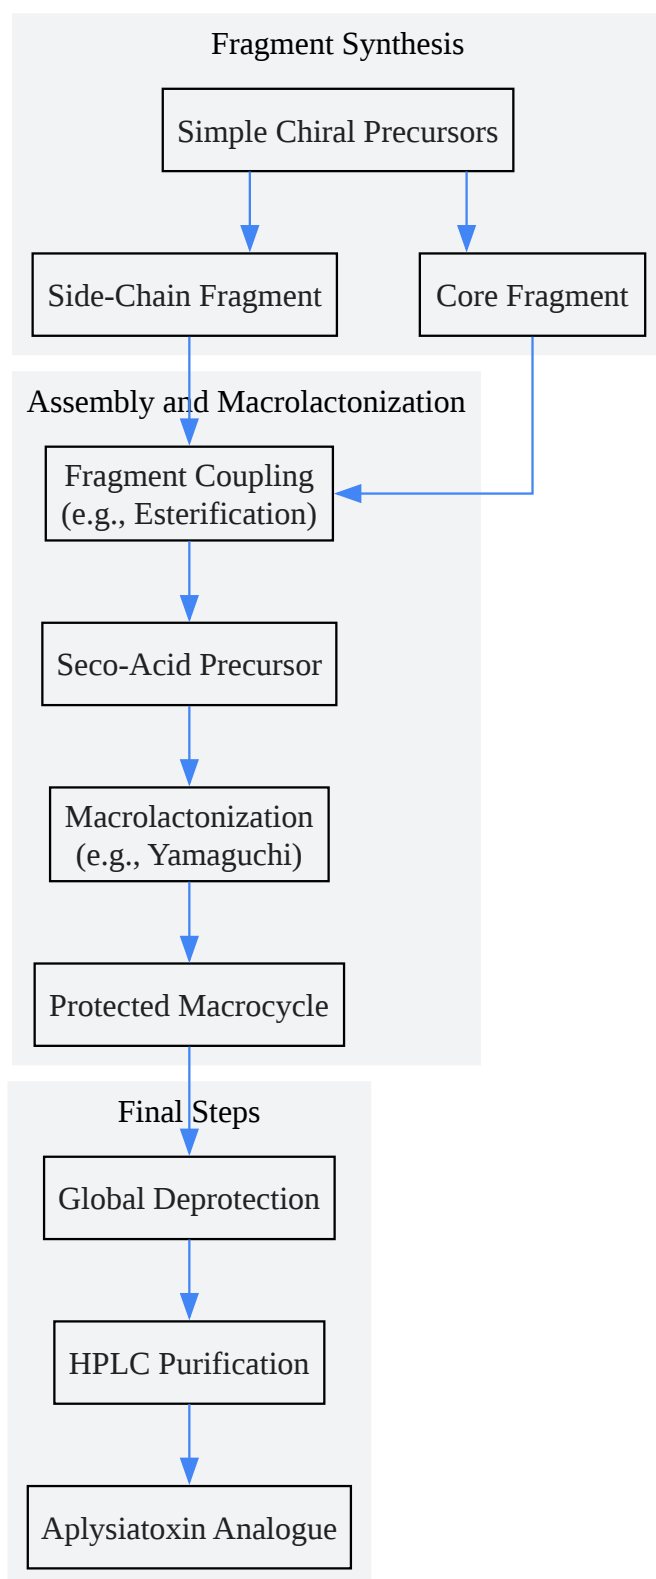 Fragment Synthesis
Simple Chiral Precursors
Side-Chain Fragment
Core Fragment
Assembly and Macrolactonization
Fragment Coupling
(e.g., Esterification)
Seco-Acid Precursor
Macrolactonization
(e.g., Yamaguchi)
Protected Macrocycle
Final Steps
Global Deprotection
HPLC Purification
Aplysiatoxin Analogue